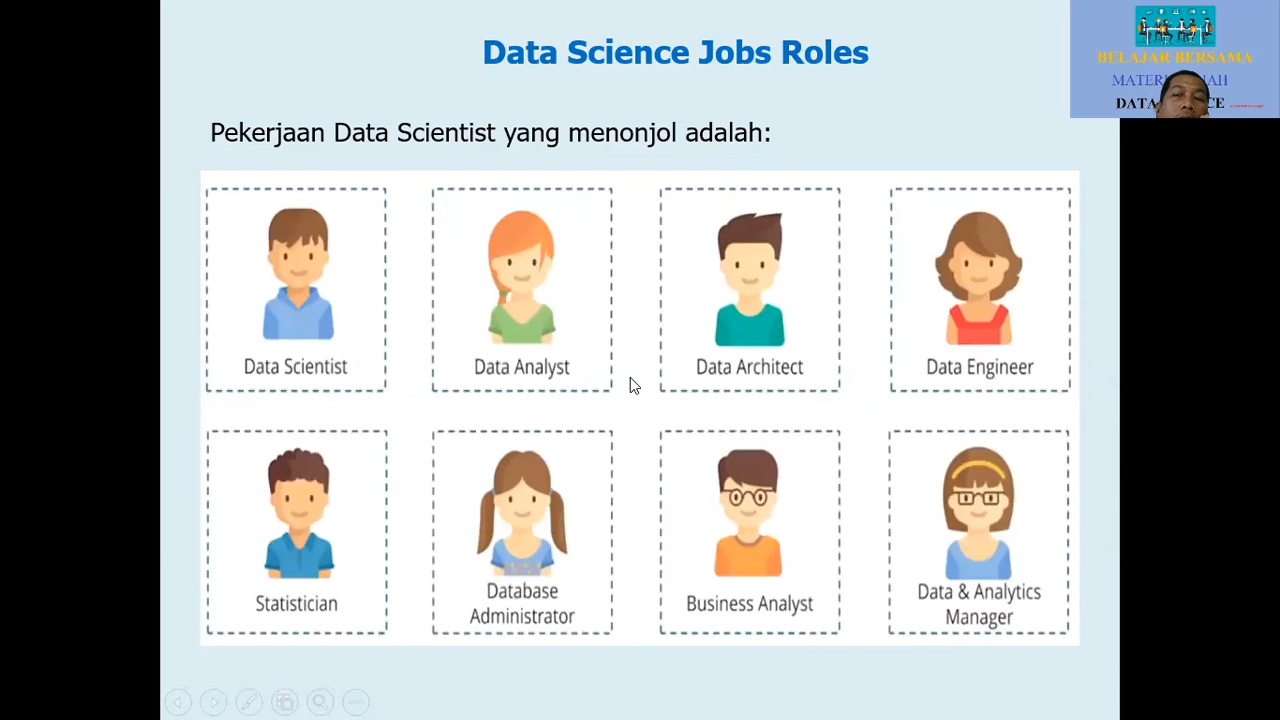 Data Science Jobs Roles
BELAJAR BERSAMA
Pekerjaan Data Scientist yang menonjol adalah:
Data Scientist
Data Analyst
Data Architect
Data Engineer
Statistician
Database
Administrator
Business Analyst
Data & Analytics
Manager